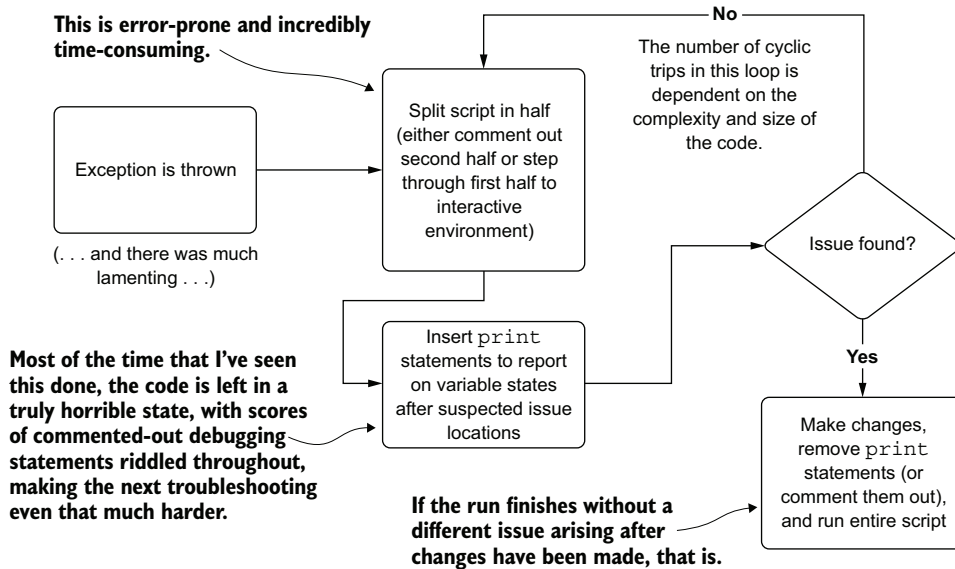 This is error-prone and incredibly
time-consuming.
No
The number of cyclic
trips in this loop is
dependent on the
complexity and size of
the code.
Split script in half
(either comment out
second half or step
through first half to
interactive
environment)
Exception is thrown
(. . . and there was much
lamenting . . .)
Issue found?
Insert print
statements to report
on variable states
after suspected issue
locations
Yes
Most of the time that I've seen
this done, the code is left in a
truly horrible state, with scores
of commented-out debugging
statements riddled throughout,
making the next troubleshooting
even that much harder.
Make changes,
remove print
statements (or
comment them out),
and run entire script
If the run finishes without a
different issue arising after
changes have been made, that is.